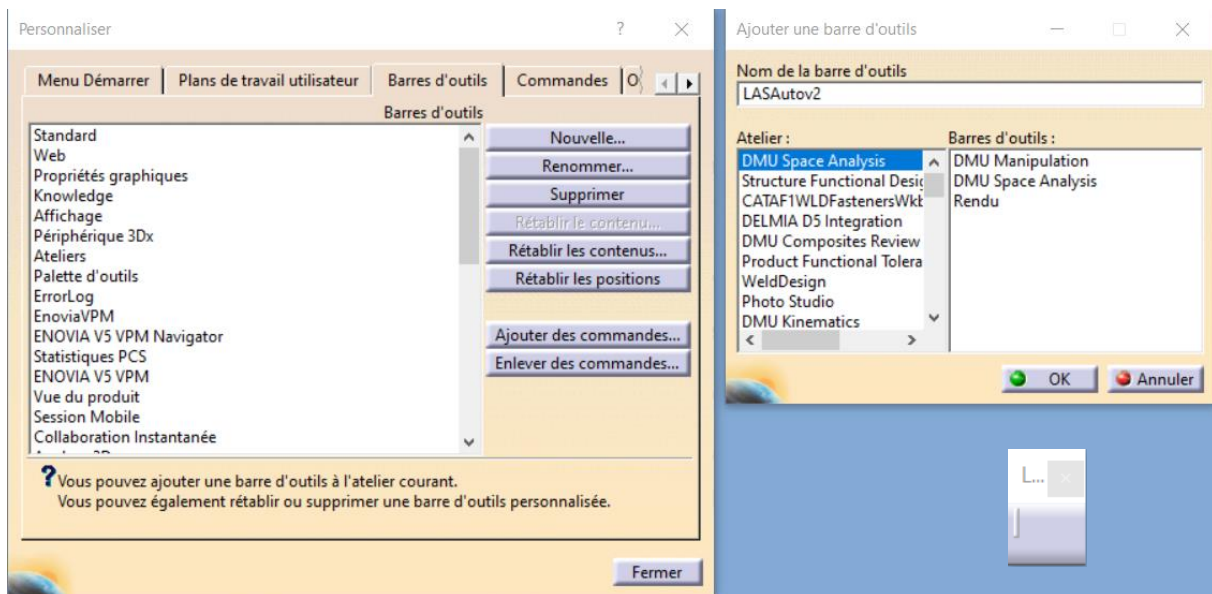 Personnaliser
?
Menu Démarrer
Plans de travail utilisateur
Barres d'outils
Commandes
O
Barres d'outils
Standard
Web
Propriétés graphiques
Knowledge
Affichage
Périphérique 3Dx
Ateliers
Palette d'outils
ErrorLog
EnoviaVPM
ENOVIA V5 VPM Navigator
Statistiques PCS
ENOVIA V5 VPM
Vue du produit
Session Mobile
Collaboration Instantanée
Nouvelle...
Renommer...
Supprimer
Rétablir le contenu...
Rétablir les contenus...
Rétablir les positions
Ajouter des commandes...
Enlever des commandes...
?Vous pouvez ajouter une barre d'outils à l'atelier courant.
Vous pouvez également rétablir ou supprimer une barre d'outils personnalisée.
Fermer
Ajouter une barre d'outils
Nom de la barre d'outils
LASAutov2
Atelier :
DMU Space Analysis
Structure Functional Desig
CATAF1WLDFastenersWkb
DELMIA D5 Integration
DMU Composites Review
Product Functional Tolera
WeldDesign
Photo Studio
DMU Kinematics
Barres d'outils :
DMU Manipulation
DMU Space Analysis
Rendu
OK
Annuler
L...